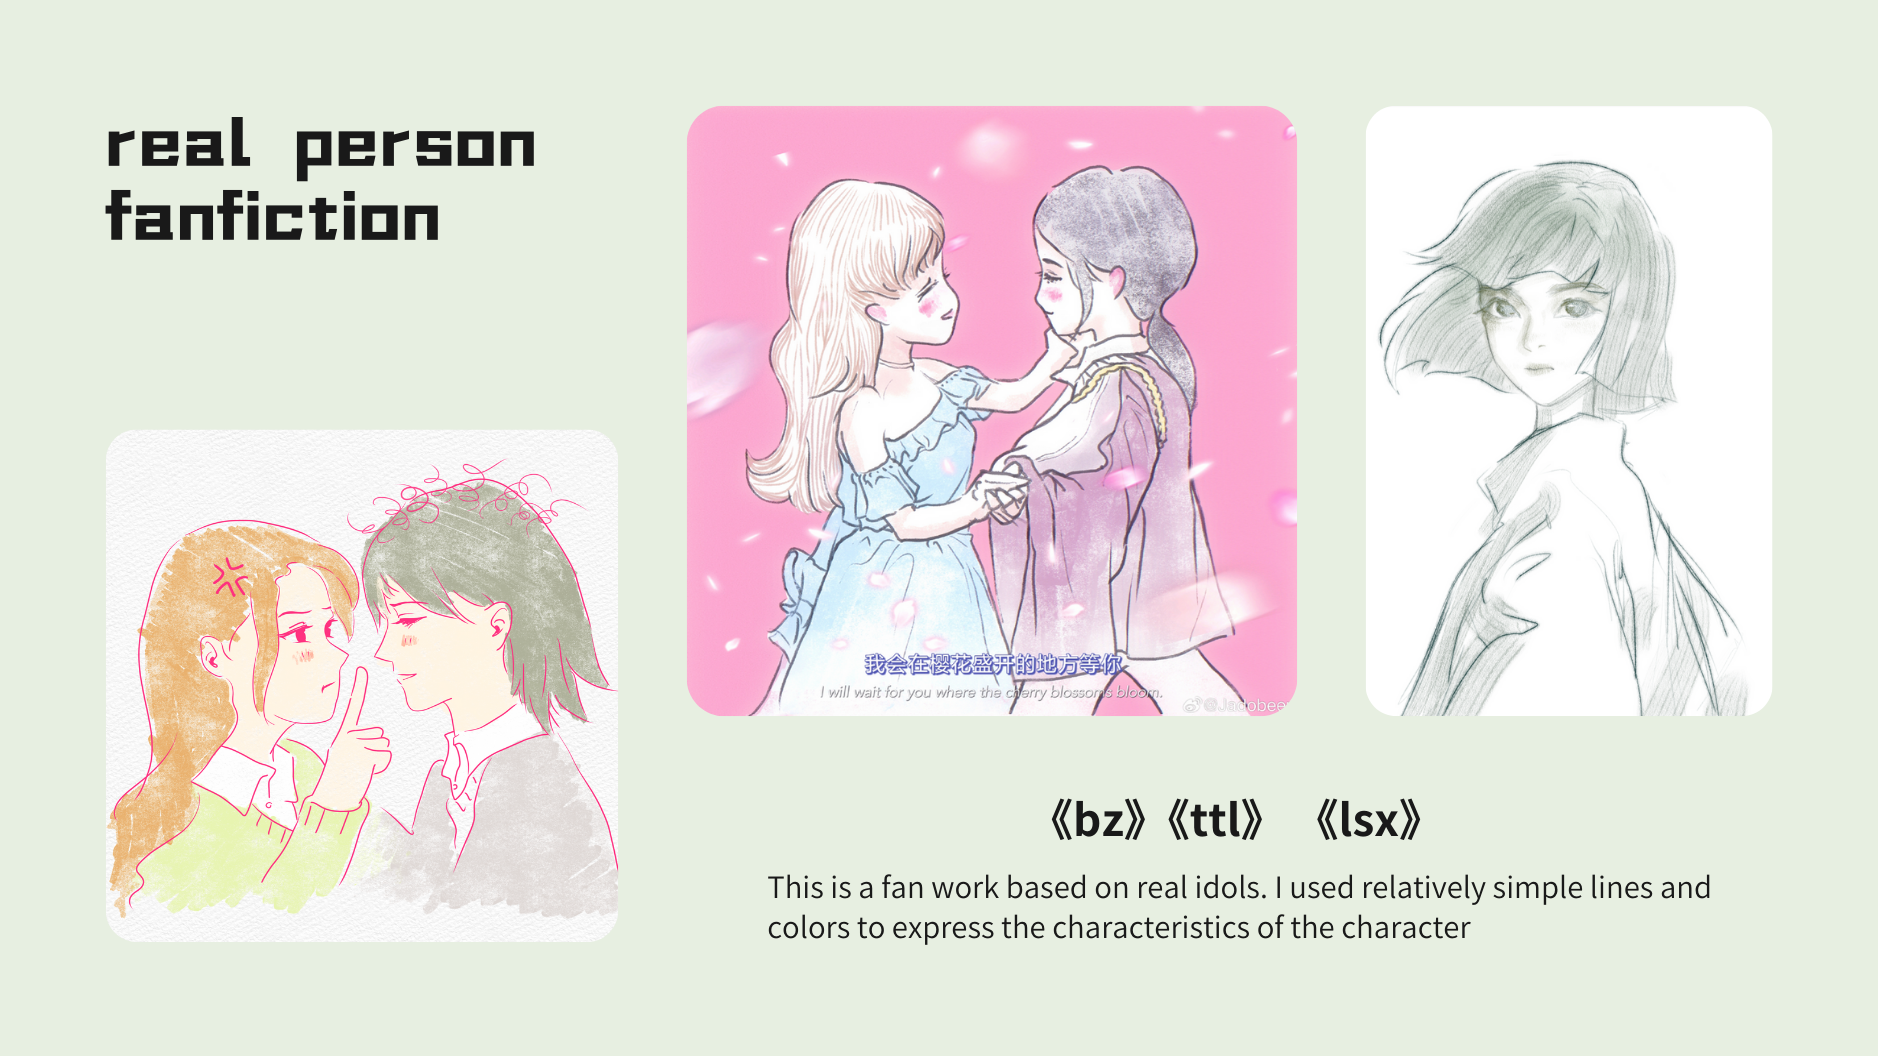 real person
fanfiction
我会在樱花盛开的地方等你
I will wait for you where the cherry blossoms bloom.
《bz》《ttl》 《lsx》
This is a fan work based on real idols. I used relatively simple lines and
colors to express the characteristics of the character